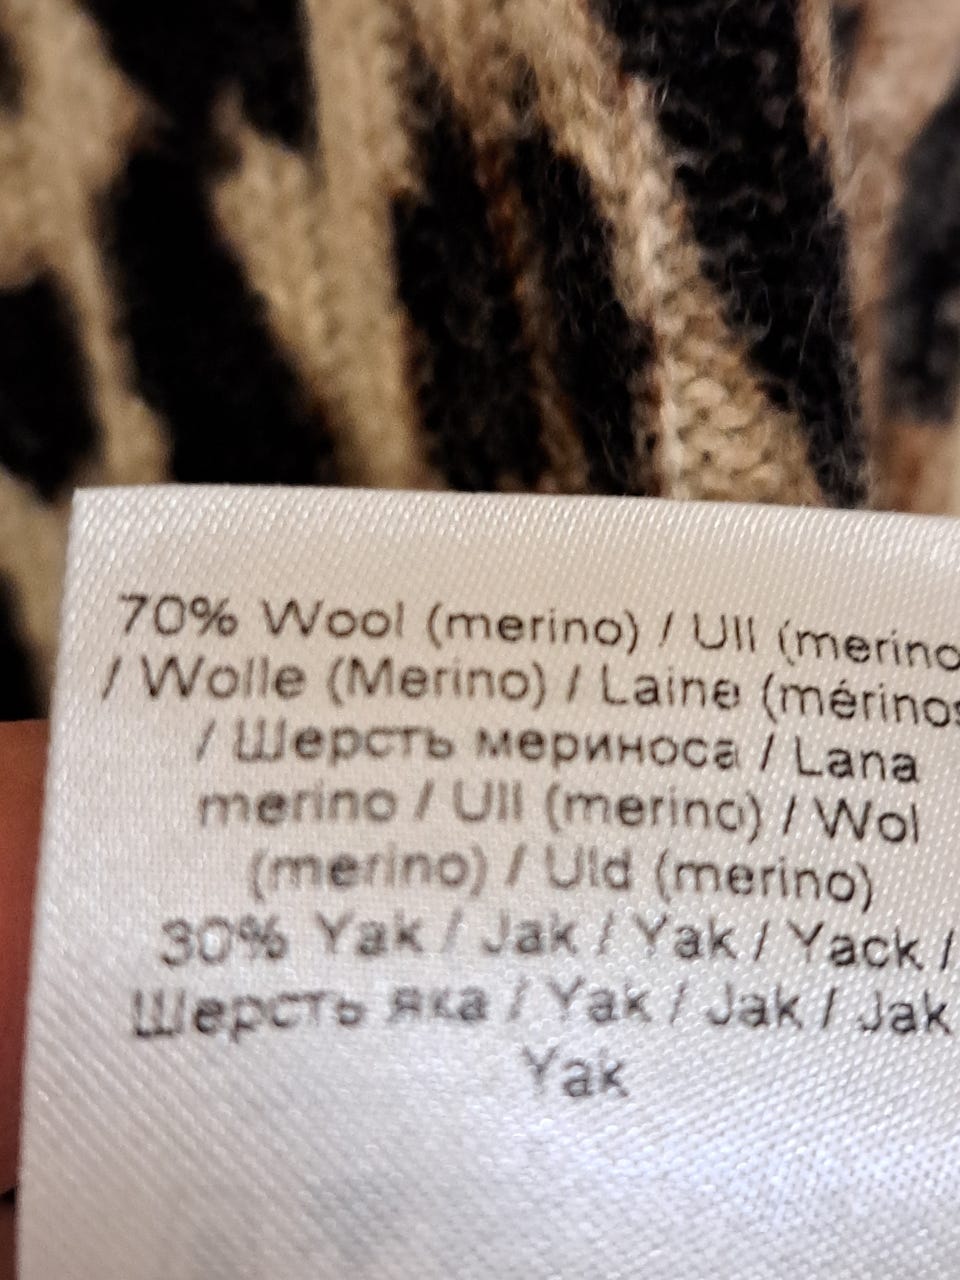 70% Wool (merino) / Ull (merino
/ Wolle (Merino) / Laine (mérinos
/ Шерсть мериноса / Lana
merino / Ull (merino) / Wol
(merino) / Uld (merino)
30% Yak / Jak / Yak / Yack /
Шерсть яка / Yak / Jak / Jak
Yak